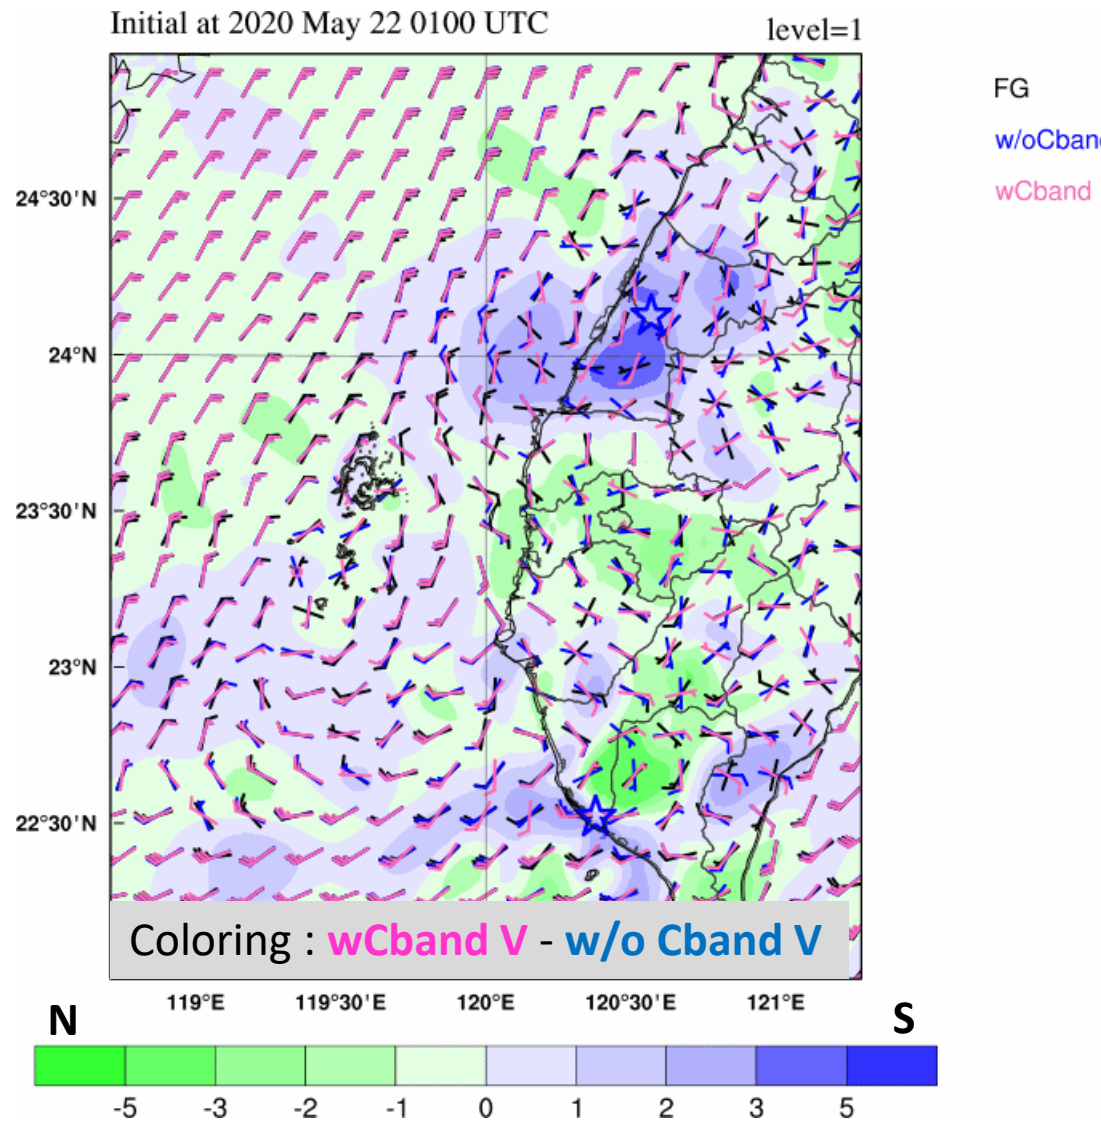 Initial at 2020 May 22 0100 UTC
level=1
FG
w/oCban
wCband
24°30'N
24°N
23°30'N
23°N
22°30'N
Coloring : wCband V - w/o Cband V
119°E 119°30'E 120°E 120°30'E 121°E
N S
-5 -3 -2 -1 0 1 2 3 5